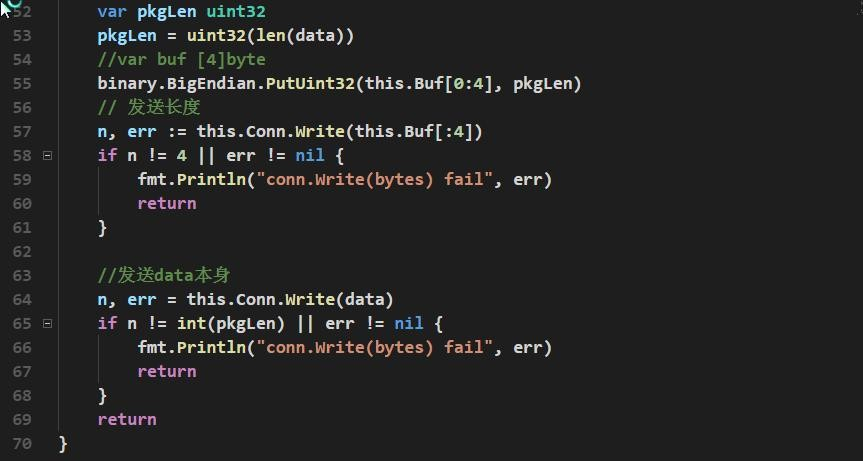 52 var pkgLen uint32
53 pkgLen = uint32(len(data))
54 //var buf [4]byte
55 binary.BigEndian.PutUint32(this.Buf[0:4], pkgLen)
56 // 发送长度
57 n, err := this.Conn.Write(this.Buf[:4])
58 if n != 4 || err != nil {
59 fmt.Println("conn.Write(bytes) fail", err)
60 return
61 }
62
63 //发送data本身
64 n, err = this.Conn.Write(data)
65 if n != int(pkgLen) || err != nil {
66 fmt.Println("conn.Write(bytes) fail", err)
67 return
68 }
69 return
70 }